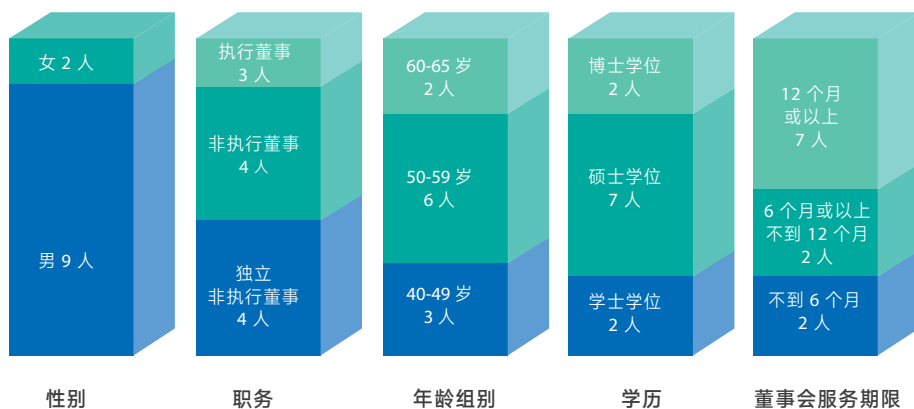 女 2 人
男 9 人
性别
执行董事
3 人
非执行董事
4 人
独立
非执行董事
4 人
职务
60-65 岁
2 人
50-59 岁
6 人
40-49 岁
3 人
年龄组别
博士学位
2 人
硕士学位
7 人
学士学位
2 人
学历
12 个月
或以上
7 人
6 个月或以上
不到 12 个月
2 人
不到 6 个月
2 人
董事会服务期限